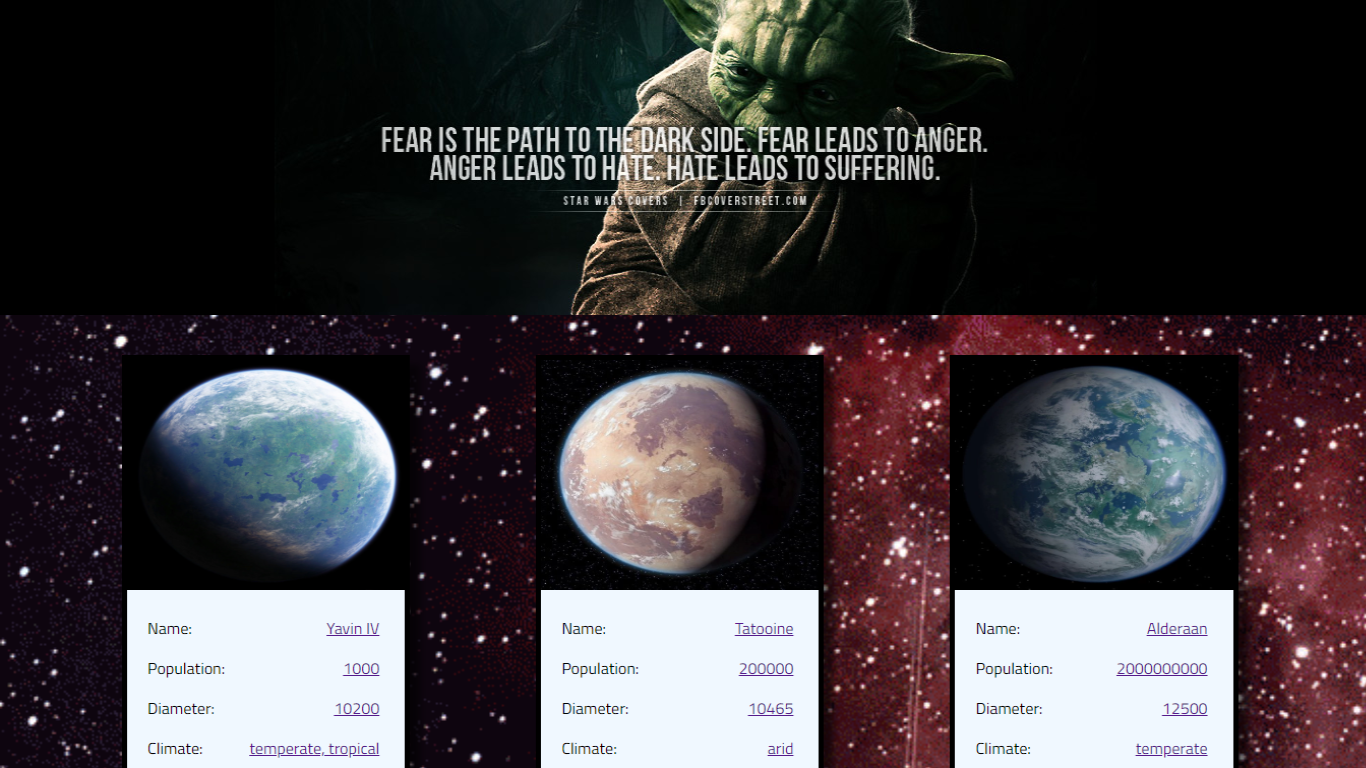 FEAR IS THE PATH TO THE DARK SIDE. FEAR LEADS TO ANGER.
ANGER LEADS TO HATE. HATE LEADS TO SUFFERING.
STAR WARS COVERS | FBCOVERSTREET.COM
Name: Yavin IV
Population: 1000
Diameter: 10200
Climate: temperate, tropical
Name: Tatooine
Population: 200000
Diameter: 10465
Climate: arid
Name: Alderaan
Population: 2000000000
Diameter: 12500
Climate: temperate